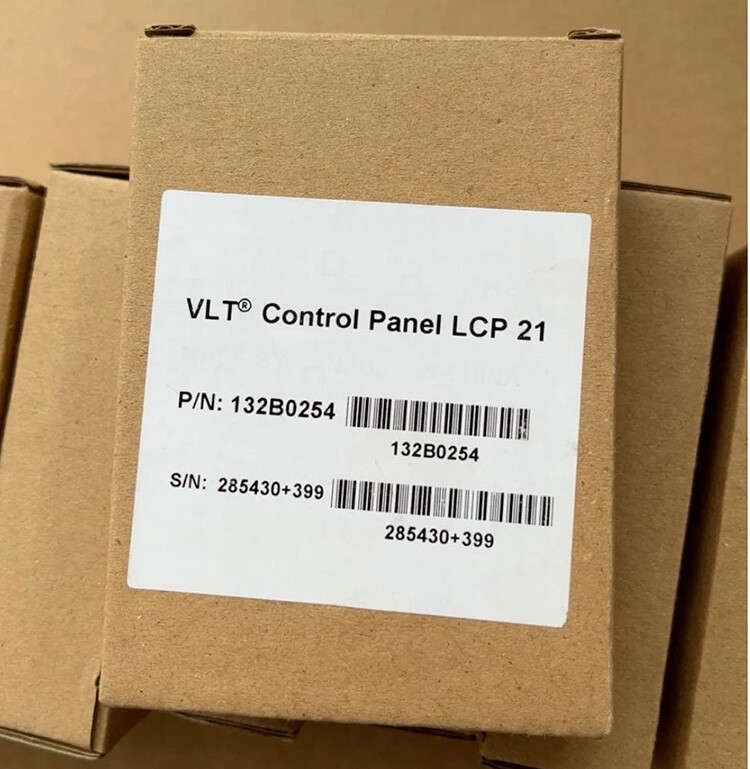 VLT® Control Panel LCP 21
P/N: 132B0254
132B0254
S/N: 285430+399
285430+399